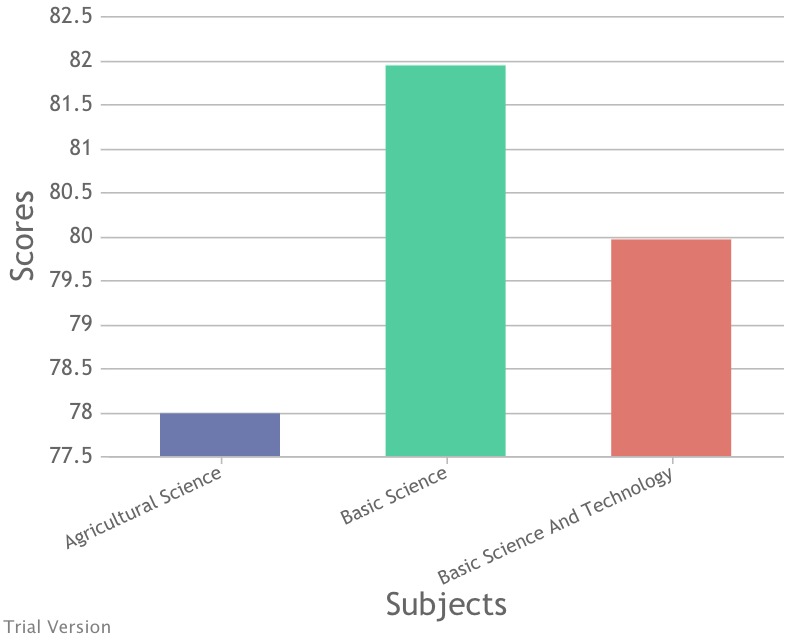 82.5
82
81.5
81
80.5
80
79.5
79
78.5
78
77.5
Scores
Agricultural Science
Basic Science
Basic Science And Technology
Subjects
Trial Version